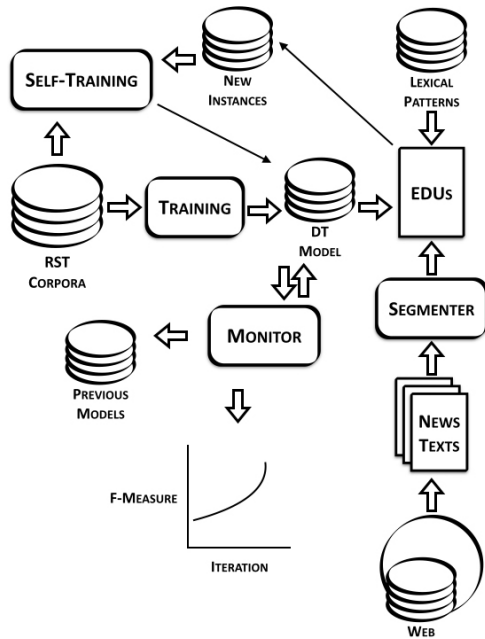 SELF-TRAINING
NEW
INSTANCES
LEXICAL
PATTERNS
RST
CORPORA
TRAINING
DT
MODEL
EDUS
MONITOR
SEGMENTER
PREVIOUS
MODELS
NEWS
TEXTS
F-MEASURE
ITERATION
WEB